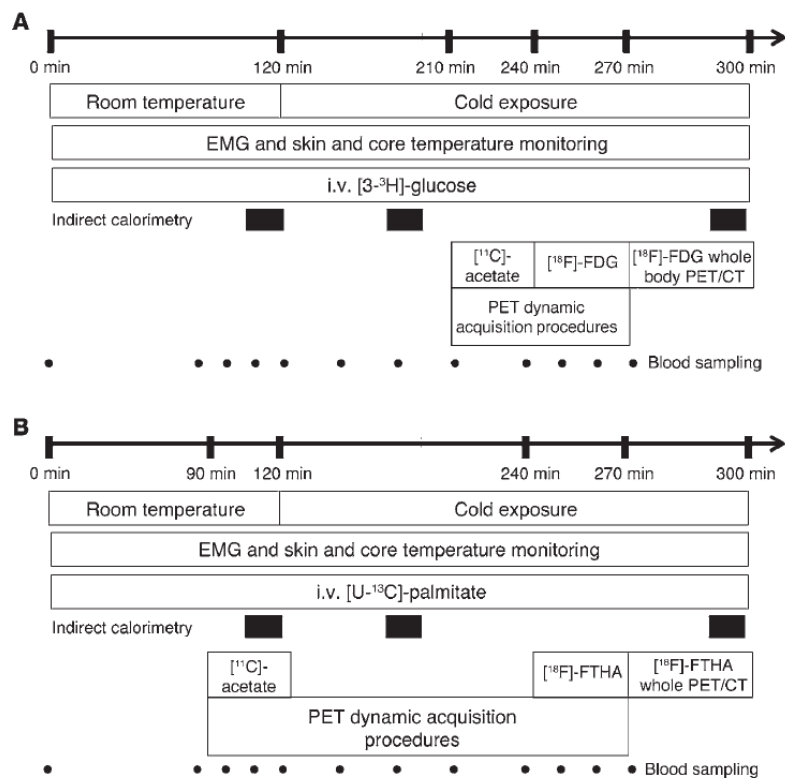 A
0 min 120 min 210 min 240 min 270 min 300 min
Room temperature Cold exposure
EMG and skin and core temperature monitoring
i.v. [3-³H]-glucose
Indirect calorimetry
[¹¹C]-
acetate
[¹⁸F]-FDG
[¹⁸F]-FDG whole
body PET/CT
PET dynamic
acquisition procedures
Blood sampling
B
0 min 90 min 120 min 240 min 270 min 300 min
Room temperature Cold exposure
EMG and skin and core temperature monitoring
i.v. [U-¹³C]-palmitate
Indirect calorimetry
[¹¹C]-
acetate
[¹⁸F]-FTHA
[¹⁸F]-FTHA
whole PET/CT
PET dynamic acquisition
procedures
Blood sampling